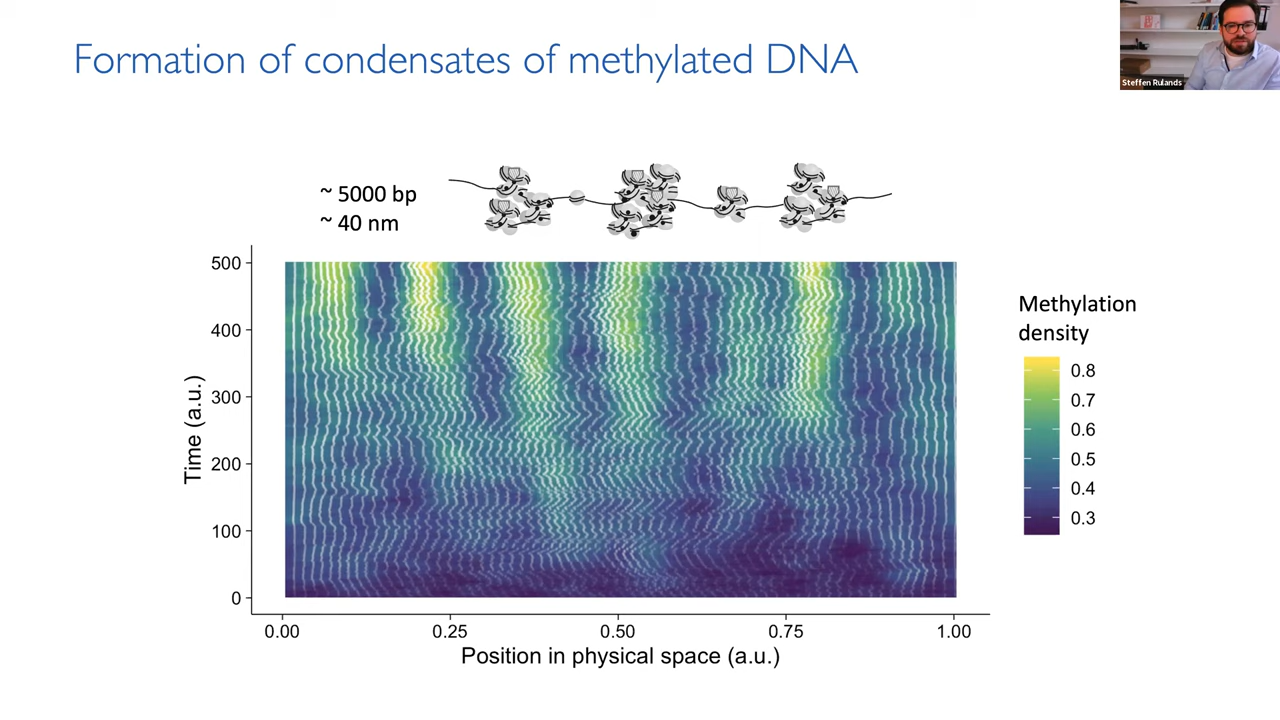 Formation of condensates of methylated DNA
Steffen Rulands
~ 5000 bp
~ 40 nm
500
400
300
200
100
0
Time (a.u.)
0.00 0.25 0.50 0.75 1.00
Position in physical space (a.u.)
Methylation
density
0.8
0.7
0.6
0.5
0.4
0.3